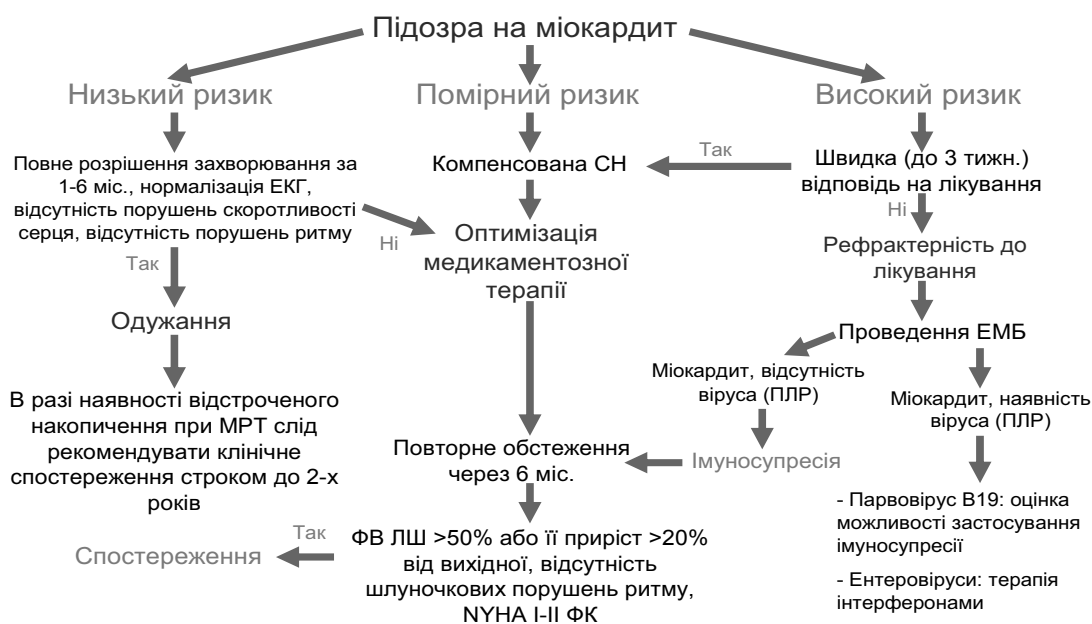 Підозра на міокардит
Низький ризик
Помірний ризик
Високий ризик
Повне розрішення захворювання за
1-6 міс., нормалізація ЕКГ,
відсутність порушень скоротливості
серця, відсутність порушень ритму
Компенсована СН
Так
Швидка (до 3 тижн.)
відповідь на лікування
Ні
Ні
Оптимізація
медикаментозної
терапії
Рефрактерність до
лікування
Так
Одужання
Проведення ЕМБ
Міокардит, відсутність
віруса (ПЛР)
Міокардит, наявність
віруса (ПЛР)
В разі наявності відстроченого
накопичення при МРТ слід
рекомендувати клінічне
спостереження строком до 2-х
років
Повторне обстеження
через 6 міс.
Імуносупресія
- Парвовірус В19: оцінка
можливості застосування
імуносупресії
- Ентеровіруси: терапія
інтерферонами
Спостереження
Так
ФВ ЛШ >50% або її приріст >20%
від вихідної, відсутність
шлуночкових порушень ритму,
NYHA І-ІІ ФК